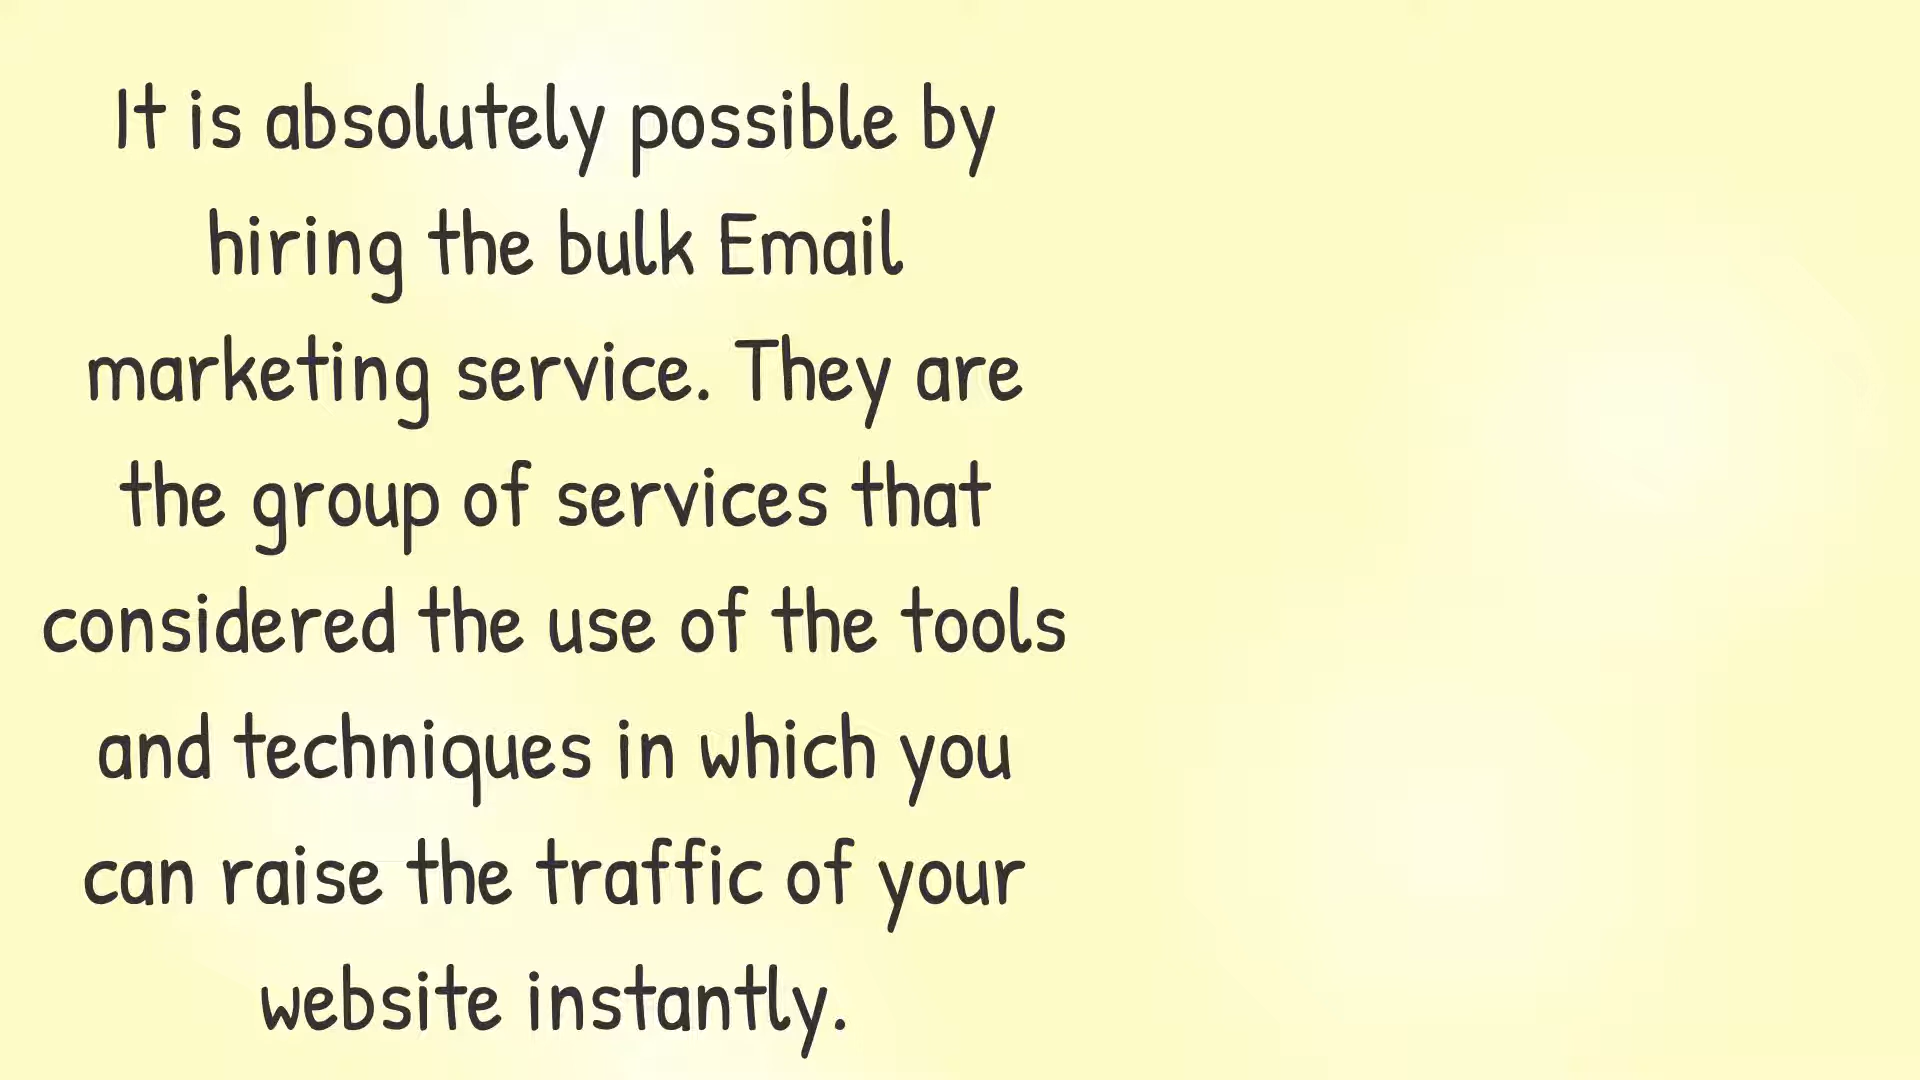 It is absolutely possible by
hiring the bulk Email
marketing service. They are
the group of services that
considered the use of the tools
and techniques in which you
can raise the traffic of your
website instantly.